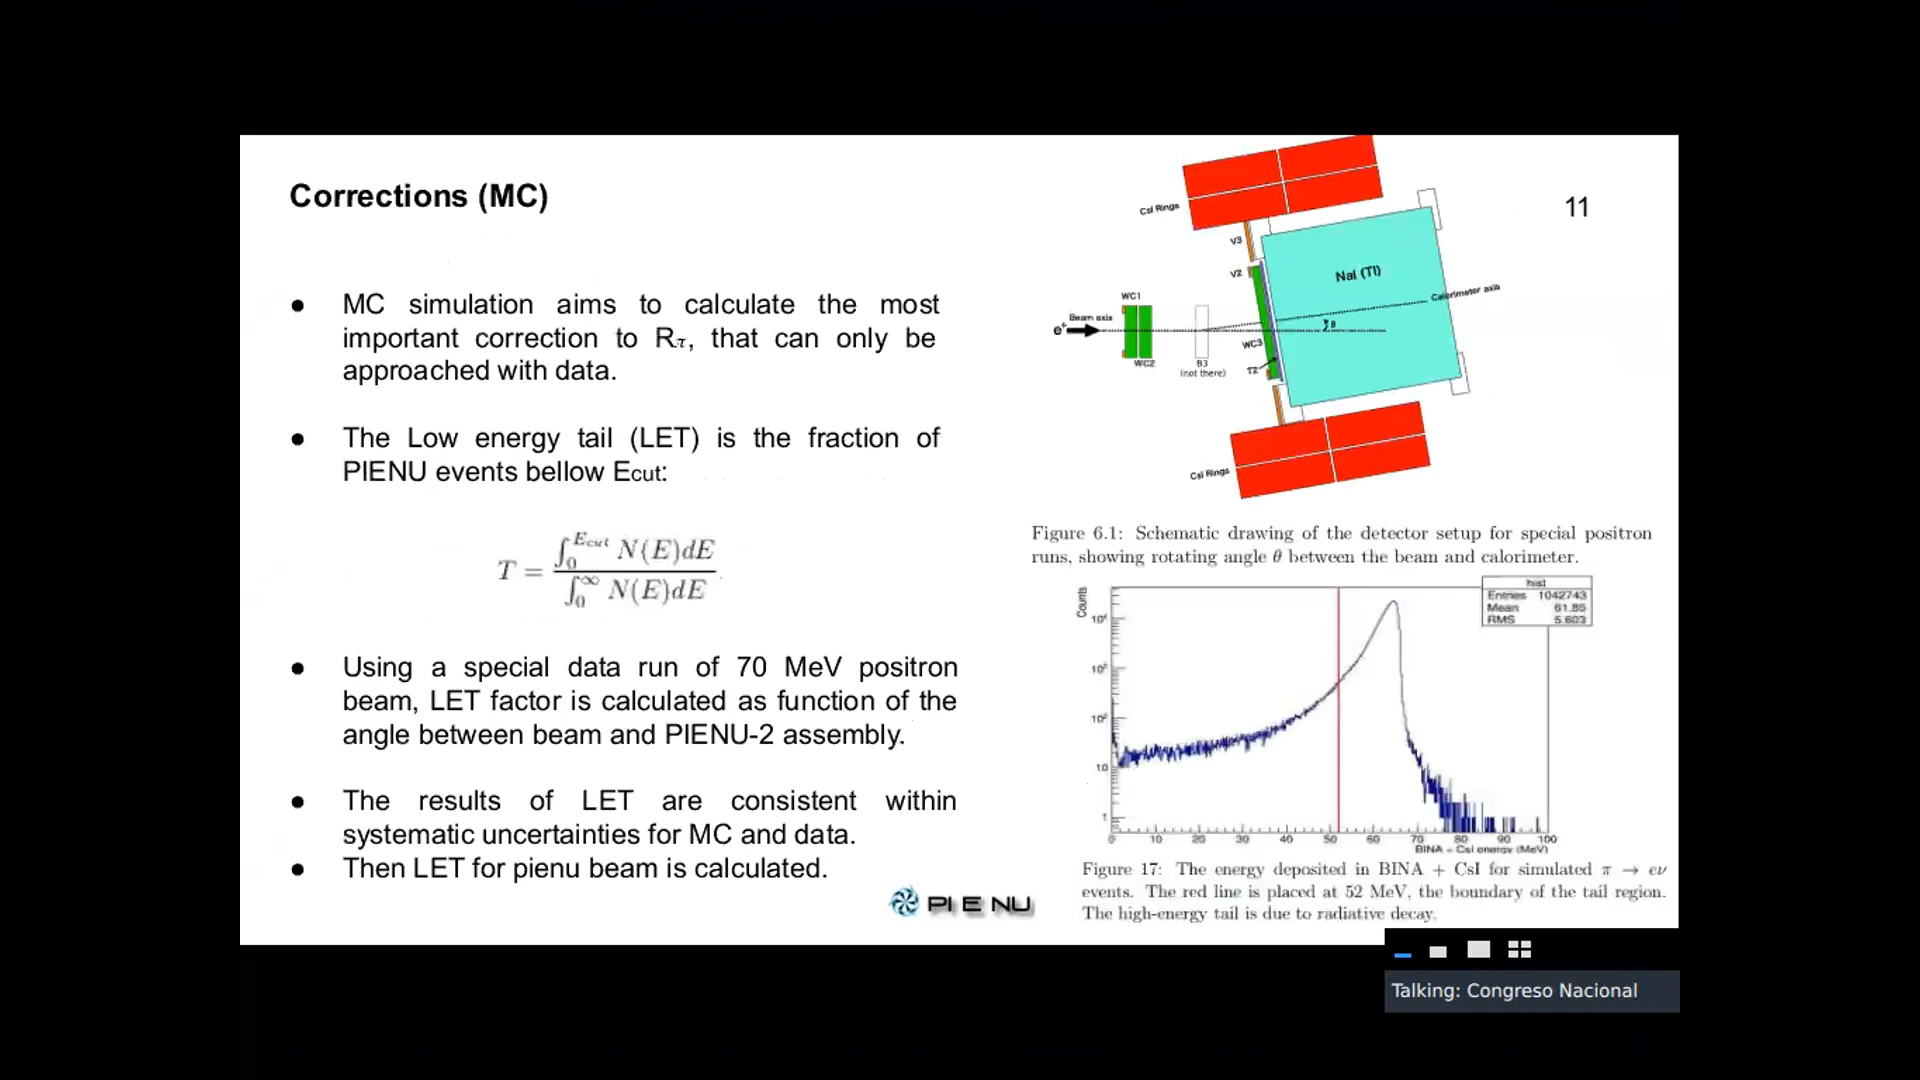 Corrections (MC)
11
● MC simulation aims to calculate the most
important correction to Rπ, that can only be
approached with data.
● The Low energy tail (LET) is the fraction of
PIENU events bellow Ecut:
T = ∫₀^{Ecut} N(E)dE / ∫₀^∞ N(E)dE
● Using a special data run of 70 MeV positron
beam, LET factor is calculated as function of the
angle between beam and PIENU-2 assembly.
● The results of LET are consistent within
systematic uncertainties for MC and data.
● Then LET for pienu beam is calculated.
PI E NU
CsI Rings
V3
V2
NaI (Tl)
Calorimeter axis
WC1
Beam axis
e⁺
θ
WC3
WC2
B3
(not there)
T2
CsI Rings
Figure 6.1: Schematic drawing of the detector setup for special positron
runs, showing rotating angle θ between the beam and calorimeter.
hist
Entries 1042743
Mean 61.85
RMS 5.603
Counts
10⁴
10²
10
1
0 10 20 30 40 50 60 70 80 90 100
BINA + CsI energy (MeV)
Figure 17: The energy deposited in BINA + CsI for simulated π → eν
events. The red line is placed at 52 MeV, the boundary of the tail region.
The high-energy tail is due to radiative decay.
Talking: Congreso Nacional